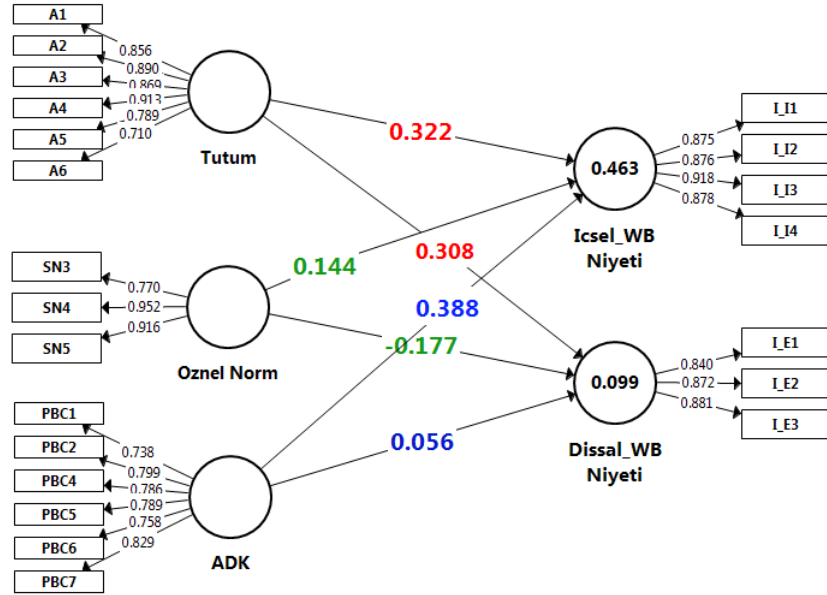 A1
A2
A3
A4
A5
A6
0.856
0.890
0.869
0.913
0.789
0.710
Tutum
SN3
SN4
SN5
0.770
0.952
0.916
Oznel Norm
PBC1
PBC2
PBC4
PBC5
PBC6
PBC7
0.738
0.799
0.786
0.789
0.758
0.829
ADK
0.322
0.308
0.144
0.388
-0.177
0.056
0.463
Icsel_WB
Niyeti
0.875
0.876
0.918
0.878
I_I1
I_I2
I_I3
I_I4
0.099
Dissal_WB
Niyeti
0.840
0.872
0.881
I_E1
I_E2
I_E3